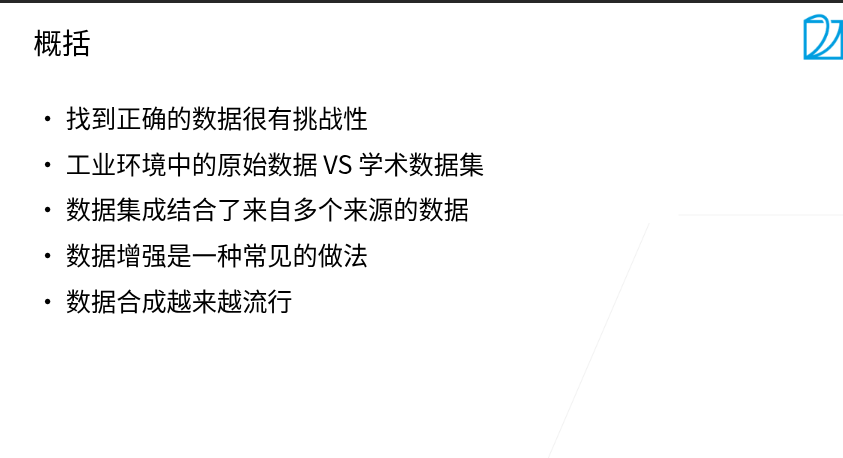 概括
• 找到正确的数据很有挑战性
• 工业环境中的原始数据 VS 学术数据集
• 数据集成结合了来自多个来源的数据
• 数据增强是一种常见的做法
• 数据合成越来越流行